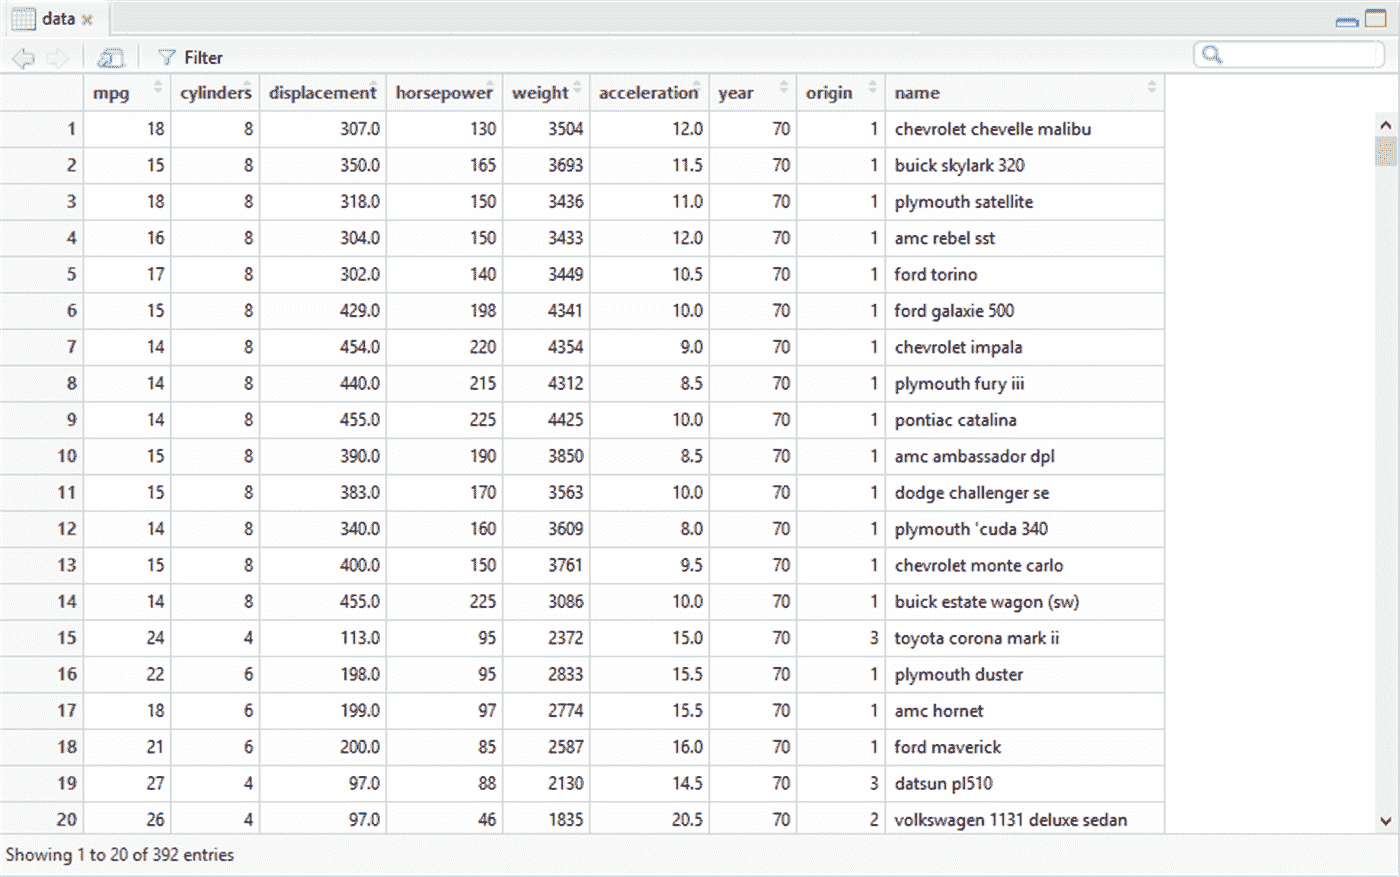 data
Filter
mpg cylinders displacement horsepower weight acceleration year origin name
1 18 8 307.0 130 3504 12.0 70 1 chevrolet chevelle malibu
2 15 8 350.0 165 3693 11.5 70 1 buick skylark 320
3 18 8 318.0 150 3436 11.0 70 1 plymouth satellite
4 16 8 304.0 150 3433 12.0 70 1 amc rebel sst
5 17 8 302.0 140 3449 10.5 70 1 ford torino
6 15 8 429.0 198 4341 10.0 70 1 ford galaxie 500
7 14 8 454.0 220 4354 9.0 70 1 chevrolet impala
8 14 8 440.0 215 4312 8.5 70 1 plymouth fury iii
9 14 8 455.0 225 4425 10.0 70 1 pontiac catalina
10 15 8 390.0 190 3850 8.5 70 1 amc ambassador dpl
11 15 8 383.0 170 3563 10.0 70 1 dodge challenger se
12 14 8 340.0 160 3609 8.0 70 1 plymouth 'cuda 340
13 15 8 400.0 150 3761 9.5 70 1 chevrolet monte carlo
14 14 8 455.0 225 3086 10.0 70 1 buick estate wagon (sw)
15 24 4 113.0 95 2372 15.0 70 3 toyota corona mark ii
16 22 6 198.0 95 2833 15.5 70 1 plymouth duster
17 18 6 199.0 97 2774 15.5 70 1 amc hornet
18 21 6 200.0 85 2587 16.0 70 1 ford maverick
19 27 4 97.0 88 2130 14.5 70 3 datsun pl510
20 26 4 97.0 46 1835 20.5 70 2 volkswagen 1131 deluxe sedan
Showing 1 to 20 of 392 entries